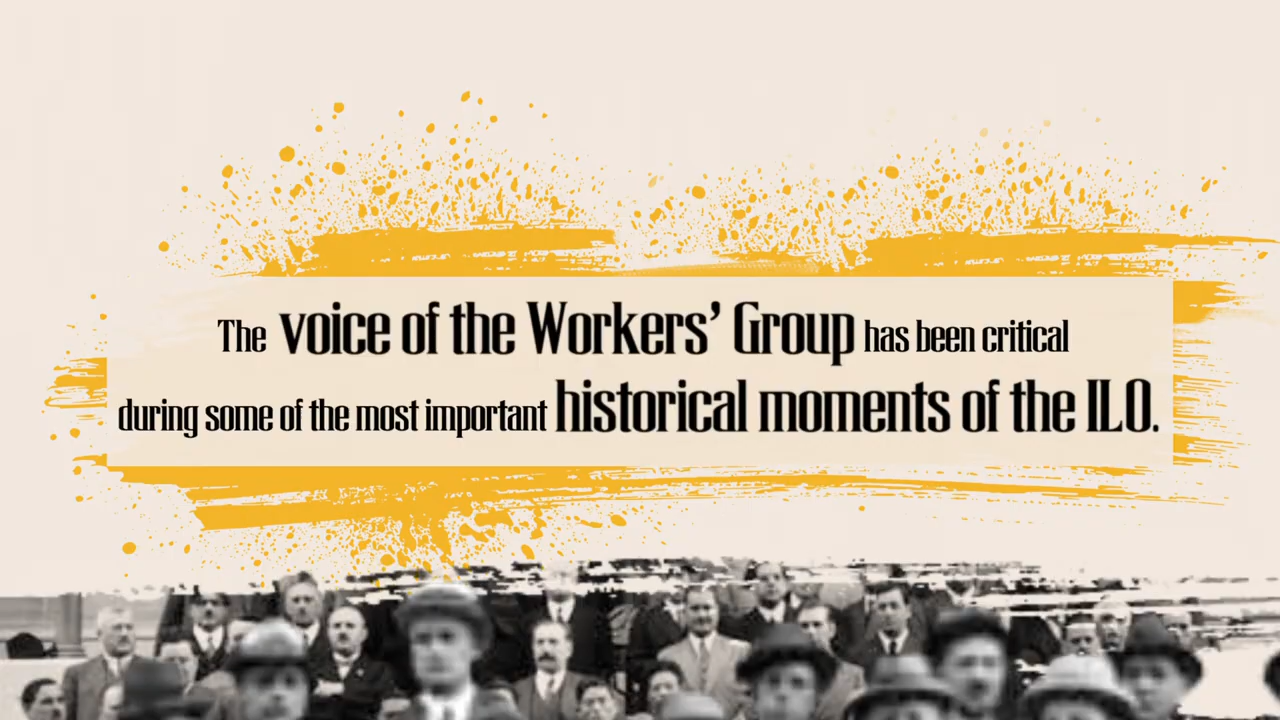 The voice of the Workers’ Group has been critical
during some of the most important historical moments of the ILO.